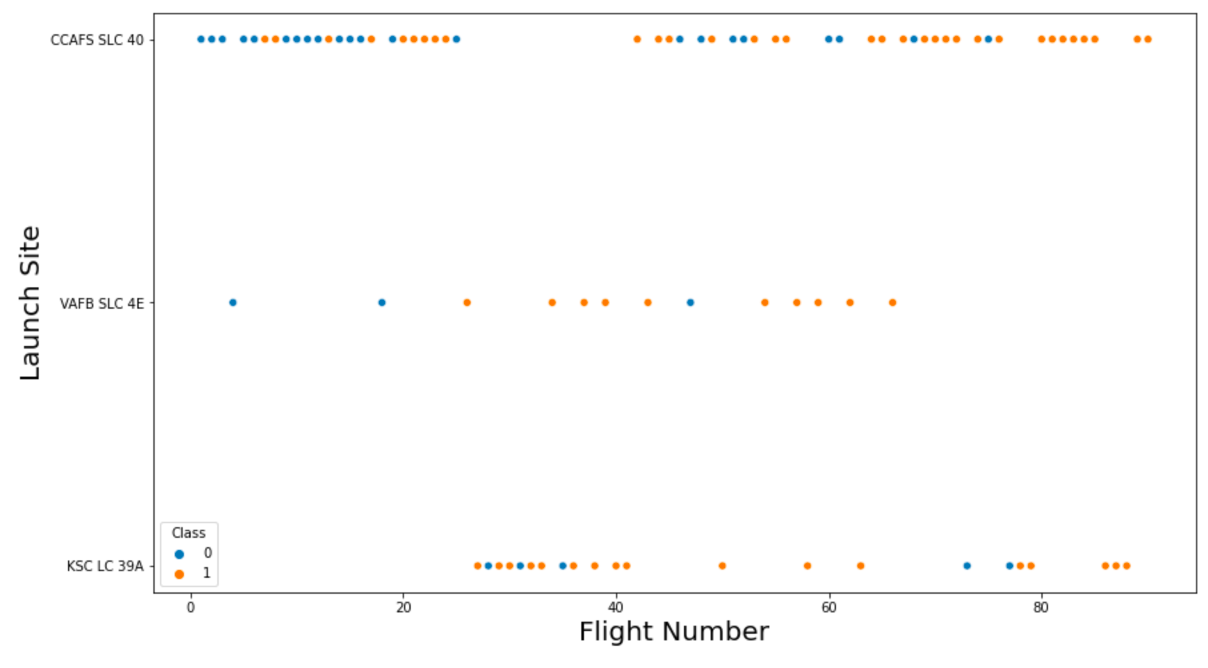 CCAFS SLC 40
VAFB SLC 4E
KSC LC 39A
Launch Site
Class
0
1
0 20 40 60 80
Flight Number